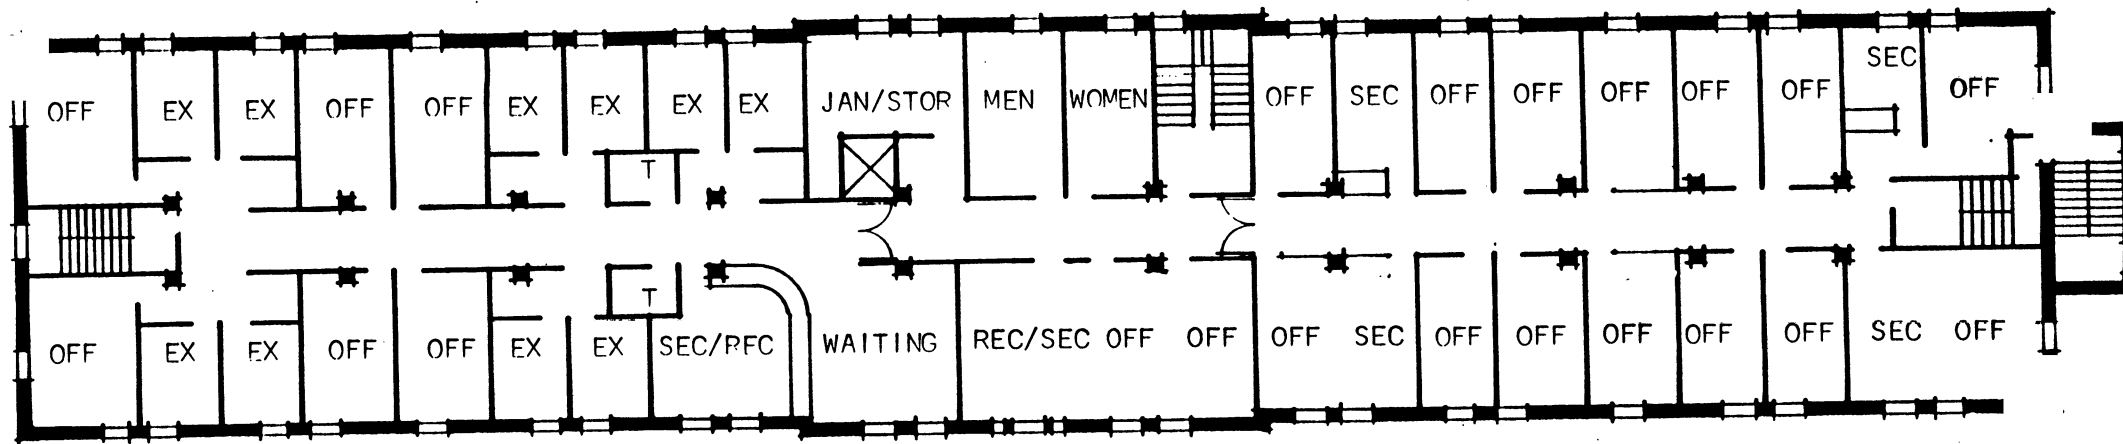 OFF EX EX OFF OFF EX EX EX EX JAN/STOR MEN WOMEN OFF SEC OFF OFF OFF OFF OFF SEC OFF
T
T
OFF EX EX OFF OFF EX EX SEC/RFC WAITING REC/SEC OFF OFF OFF SEC OFF OFF OFF OFF OFF SEC OFF